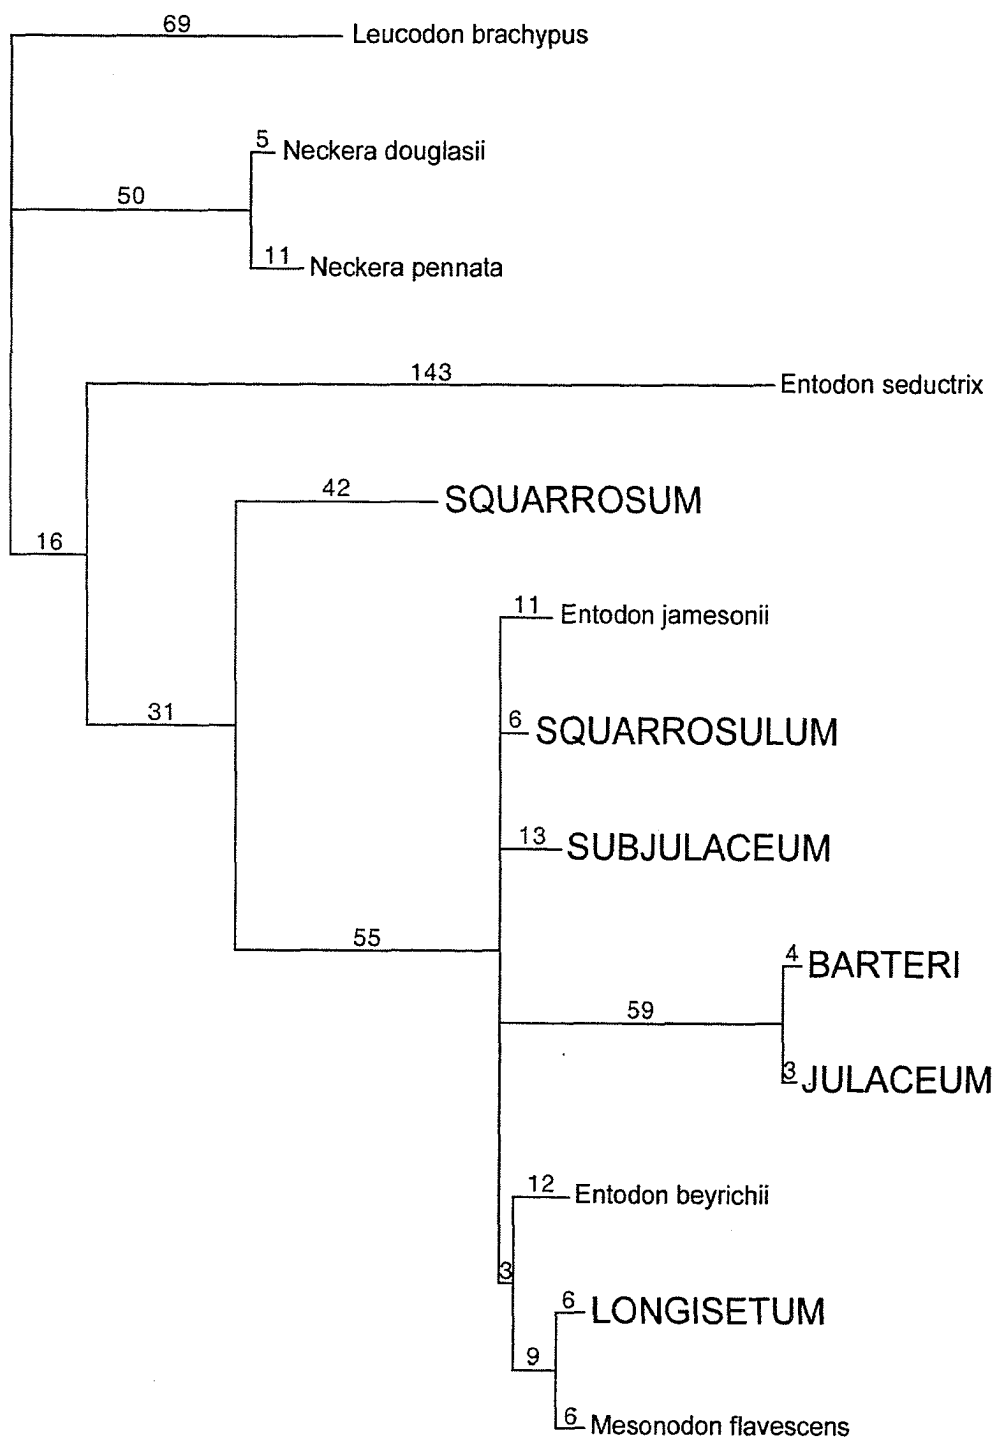 69
Leucodon brachypus
5
Neckera douglasii
50
11
Neckera pennata
143
Entodon seductrix
42
SQUARROSUM
16
11
Entodon jamesonii
31
6
SQUARROSULUM
13
SUBJULACEUM
55
4
BARTERI
59
3
JULACEUM
12
Entodon beyrichii
3
6
LONGISETUM
9
6
Mesonodon flavescens